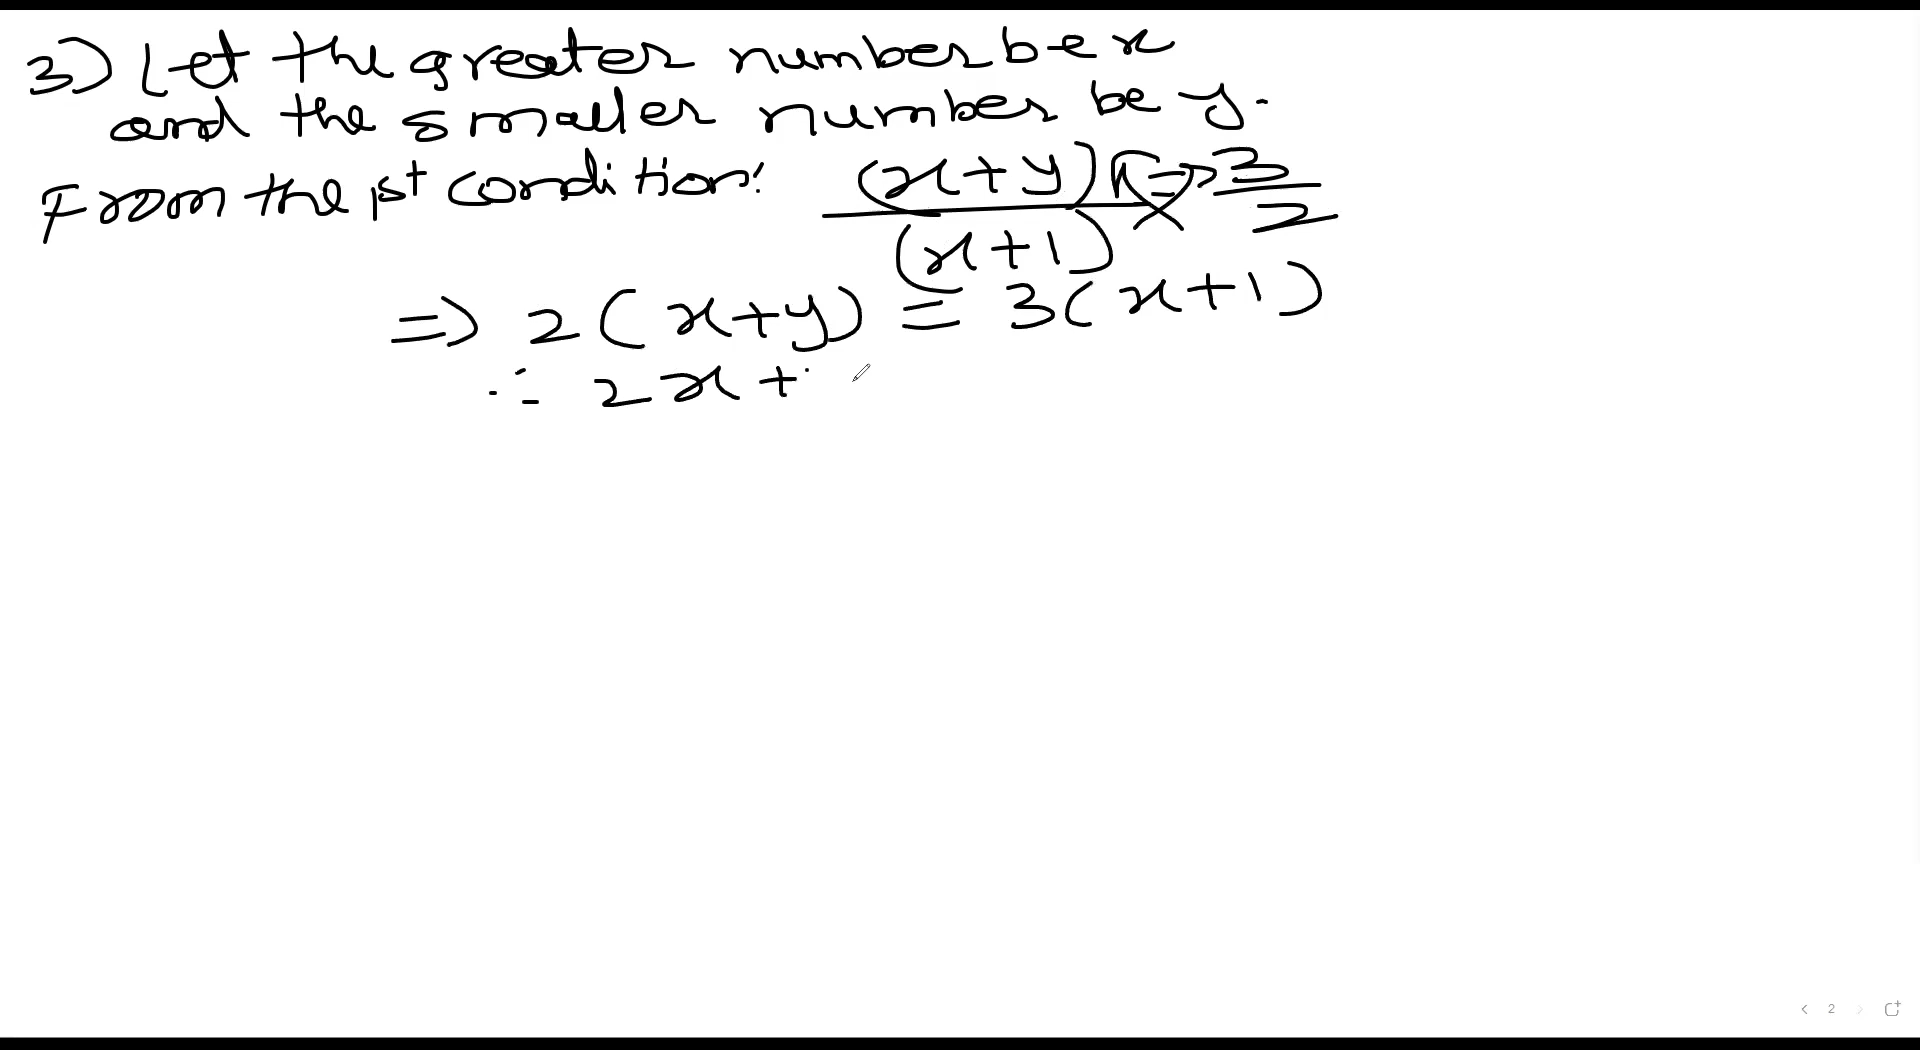 3) Let the greater number be x
and the smaller number be y.
From the 1st condition: (x+y) = 3
(x+1) 2
=> 2(x+y) = 3(x+1)
∴ 2x+
2